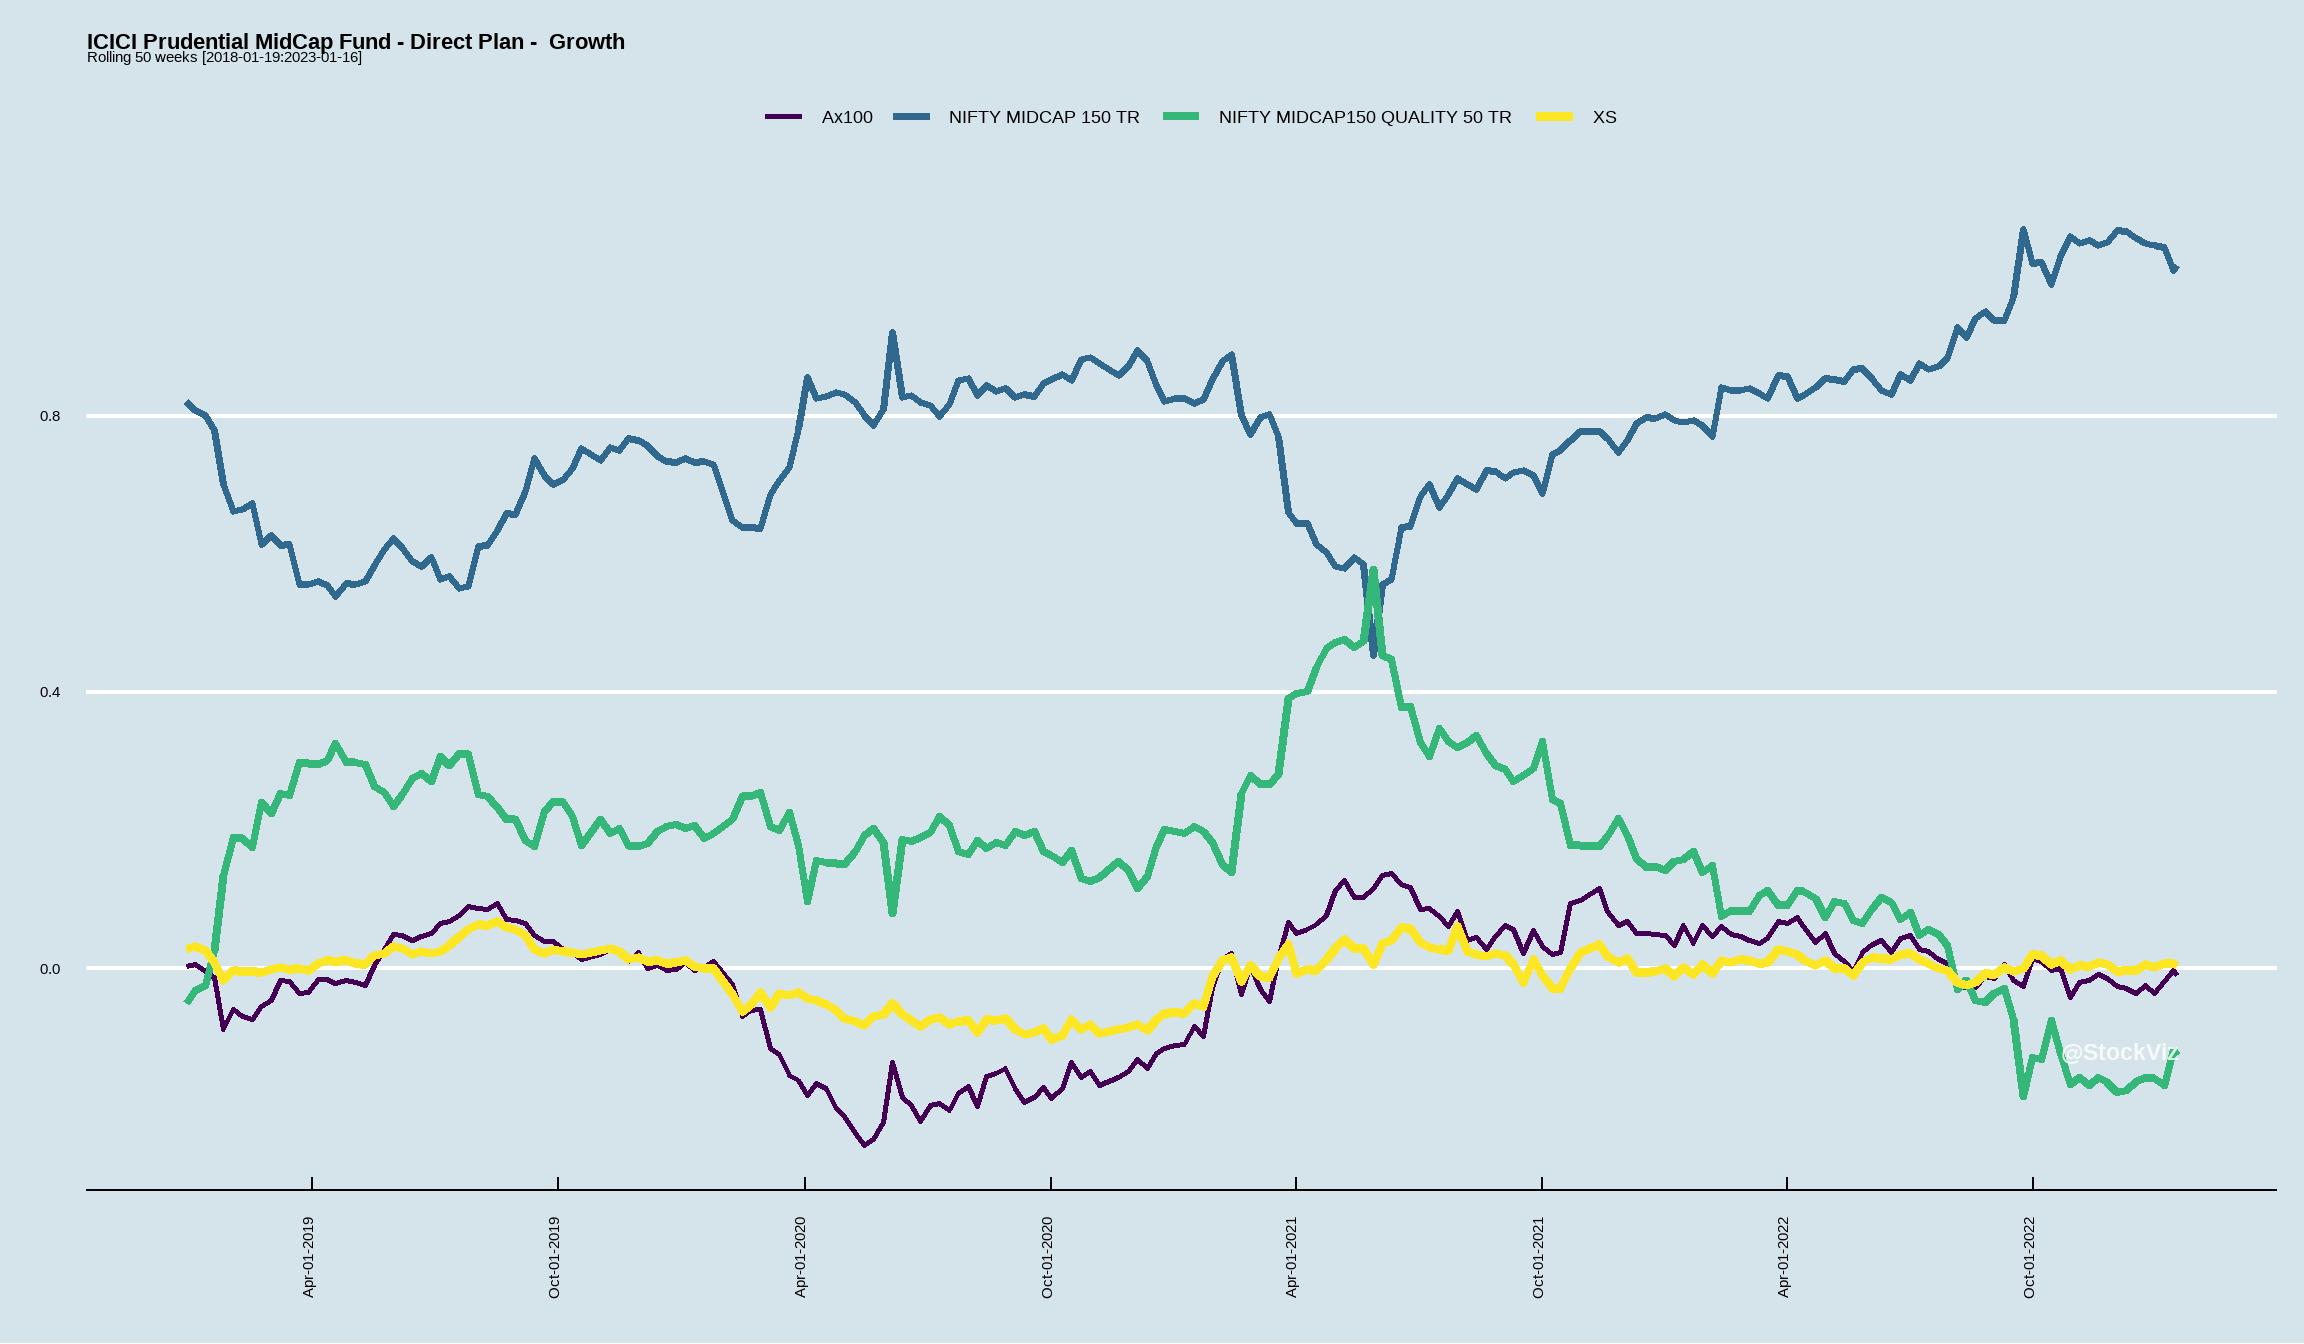 ICICI Prudential MidCap Fund - Direct Plan -  Growth
Rolling 50 weeks [2018-01-19:2023-01-16]
Ax100 NIFTY MIDCAP 150 TR NIFTY MIDCAP150 QUALITY 50 TR XS
0.8
0.4
0.0
@StockViz
Apr-01-2019
Oct-01-2019
Apr-01-2020
Oct-01-2020
Apr-01-2021
Oct-01-2021
Apr-01-2022
Oct-01-2022